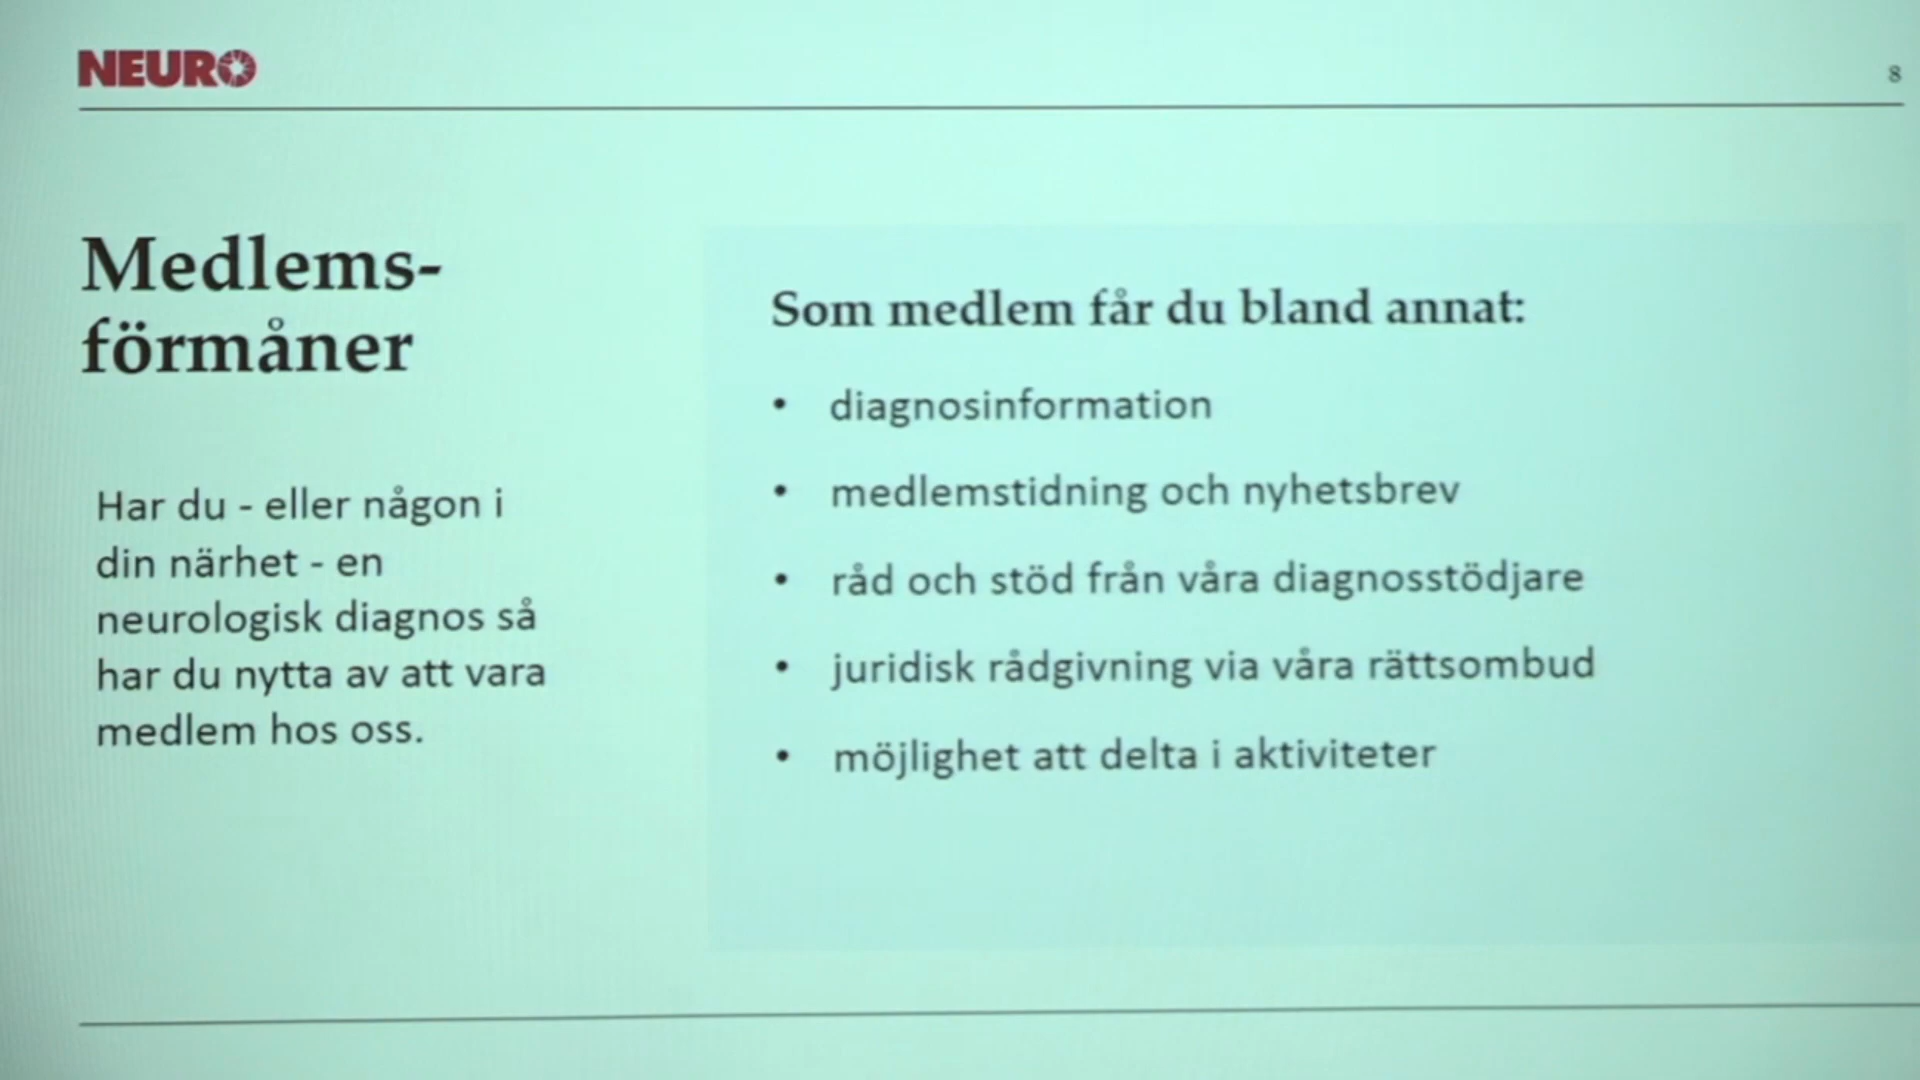 NEURO
8
Medlems-
förmåner
Har du - eller någon i
din närhet - en
neurologisk diagnos så
har du nytta av att vara
medlem hos oss.
Som medlem får du bland annat:
• diagnosinformation
• medlemstidning och nyhetsbrev
• råd och stöd från våra diagnosstödjare
• juridisk rådgivning via våra rättsombud
• möjlighet att delta i aktiviteter